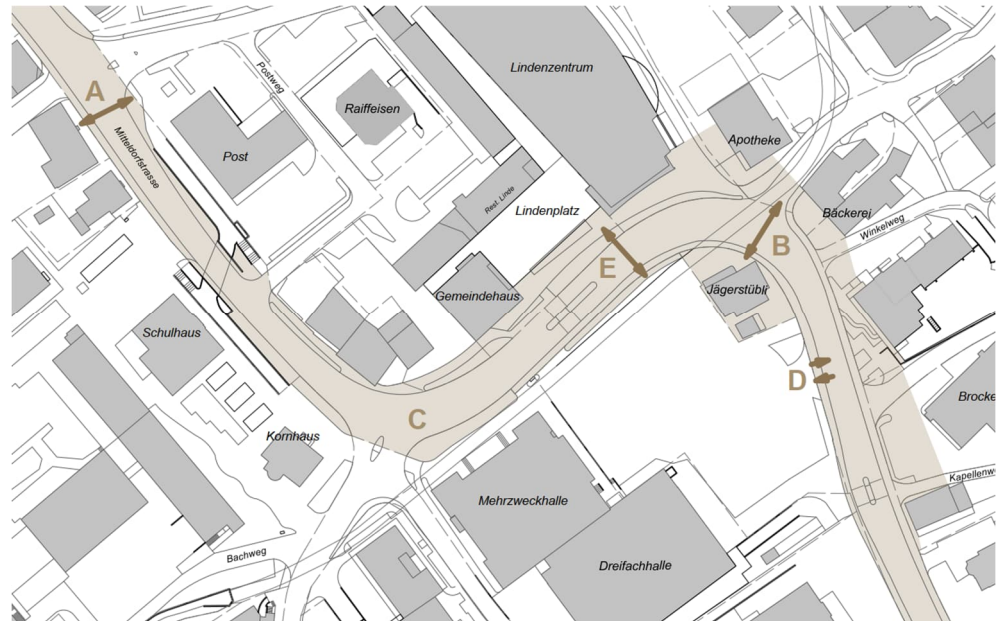 Lindenzentrum
A
Postweg
Raiffeisen
Mitteldorfstrasse
Post
Apotheke
Rest. Linde
Lindenplatz
Bäckerei
Winkelweg
B
E
Gemeindehaus
Jägerstübli
Schulhaus
D
Brocke
C
Kornhaus
Kapellenw
Mehrzweckhalle
Bachweg
Dreifachhalle